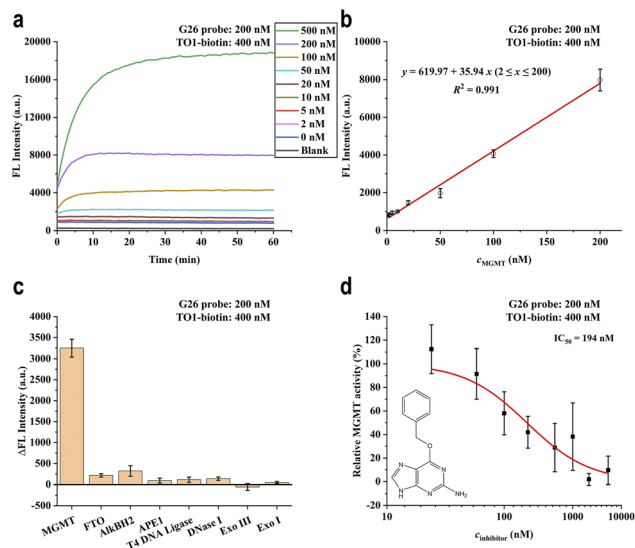 a
G26 probe: 200 nM
TO1-biotin: 400 nM
20000
16000
12000
8000
4000
0
FL Intensity (a.u.)
0 10 20 30 40 50 60
Time (min)
500 nM
200 nM
100 nM
50 nM
20 nM
10 nM
5 nM
2 nM
0 nM
Blank
b
G26 probe: 200 nM
TO1-biotin: 400 nM
10000
8000
6000
4000
2000
0
FL Intensity (a.u.)
y = 619.97 + 35.94 x (2 ≤ x ≤ 200)
R² = 0.991
0 50 100 150 200
cMGMT (nM)
c
G26 probe: 200 nM
TO1-biotin: 400 nM
4000
3500
3000
2500
2000
1500
1000
500
0
-500
ΔFL Intensity (a.u.)
MGMT
FTO
AlkBH2
APE1
T4 DNA Ligase
DNase I
Exo III
Exo I
d
G26 probe: 200 nM
TO1-biotin: 400 nM
IC50 = 194 nM
140
120
100
80
60
40
20
0
-10
Relative MGMT activity (%)
O
N
N
N
H
N
NH2
10 100 1000 5000
cinhibitor (nM)